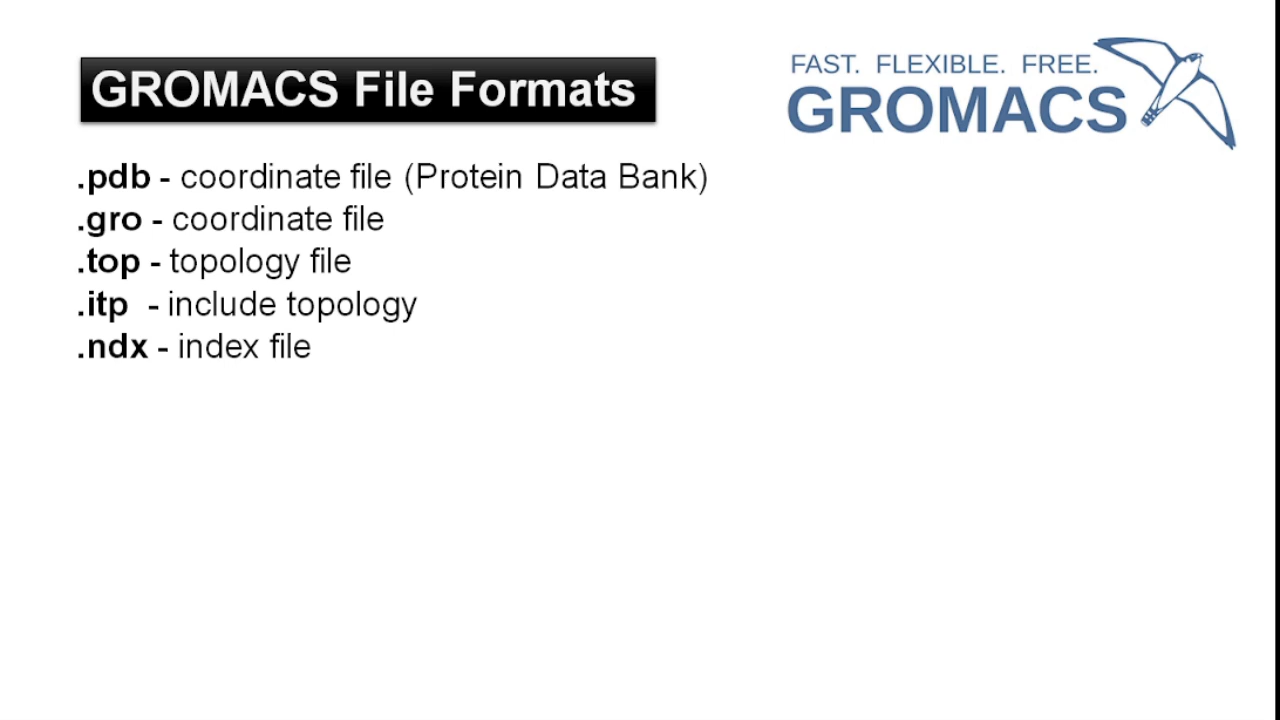 GROMACS File Formats
FAST. FLEXIBLE. FREE.
GROMACS
.pdb - coordinate file (Protein Data Bank)
.gro - coordinate file
.top - topology file
.itp - include topology
.ndx - index file